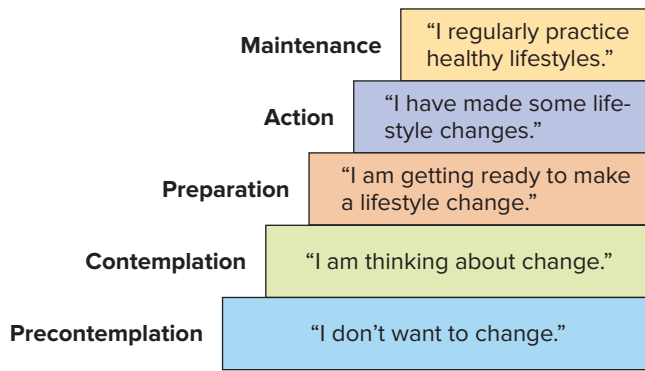 Maintenance
“I regularly practice
healthy lifestyles.”
Action
“I have made some life-
style changes.”
Preparation
“I am getting ready to make
a lifestyle change.”
Contemplation
“I am thinking about change.”
Precontemplation
“I don’t want to change.”